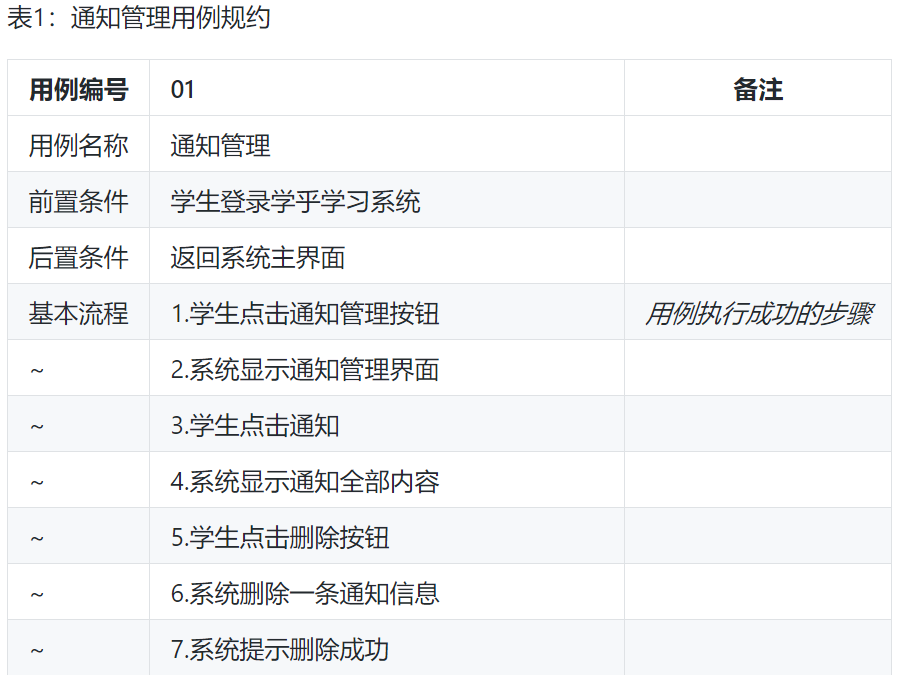 表1：通知管理用例规约
用例编号 01 备注
用例名称 通知管理
前置条件 学生登录学乎学习系统
后置条件 返回系统主界面
基本流程 1.学生点击通知管理按钮 用例执行成功的步骤
~ 2.系统显示通知管理界面
~ 3.学生点击通知
~ 4.系统显示通知全部内容
~ 5.学生点击删除按钮
~ 6.系统删除一条通知信息
~ 7.系统提示删除成功